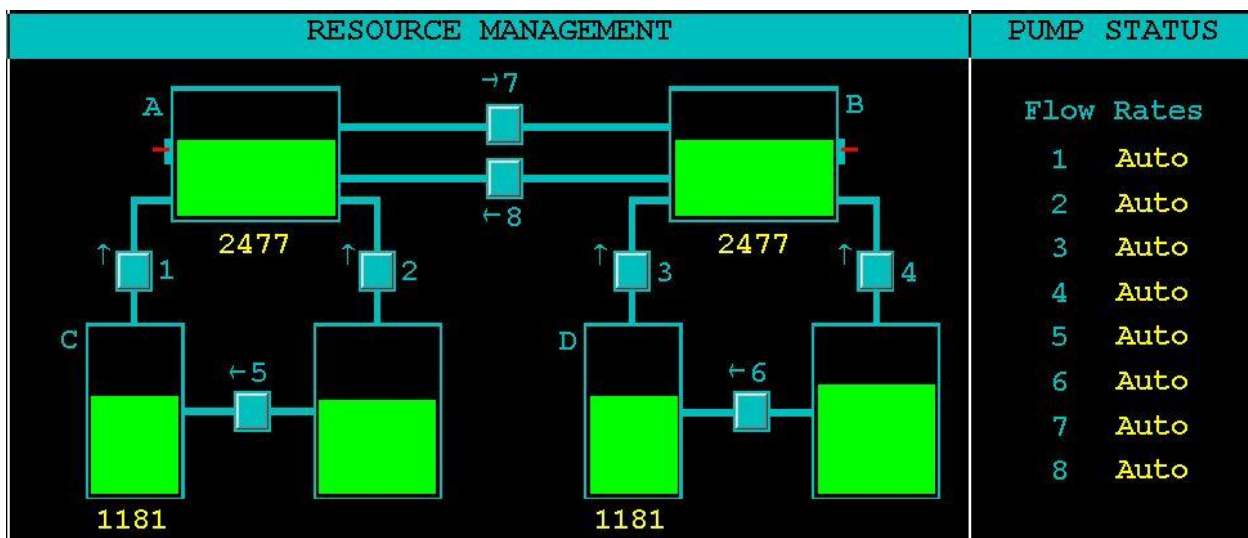 RESOURCE MANAGEMENT
PUMP STATUS
→7
A
B
Flow Rates
1 Auto
←8
2 Auto
2477
2477
↑ 1
↑ 2
↑ 3
↑ 4
3 Auto
4 Auto
C
D
5 Auto
←5
←6
6 Auto
7 Auto
8 Auto
1181
1181